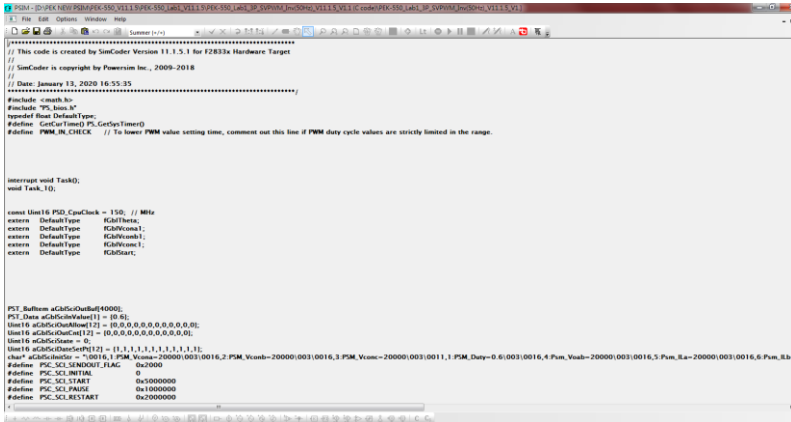 PSIM - [D:\PEK NEW PSIM\PEK-550_V11.1.5\PEK-550_Lab1_V11.1.5\PEK-550_Lab1_3P_SVPWM_Inv(50Hz)_V11.1.5_V1.1 (C code)\PEK-550_Lab1_3P_SVPWM_Inv(50Hz)_V11.1.5_V1.1
File Edit Options Window Help
Summer (+/+)
/**********************************************************************************
// This code is created by SimCoder Version 11.1.5.1 for F2833x Hardware Target
//
// SimCoder is copyright by Powersim Inc., 2009-2018
//
// Date: January 13, 2020 16:55:35
**********************************************************************************/
#include <math.h>
#include "PS_bios.h"
typedef float DefaultType;
#define GetCurTime() PS_GetSysTimer()
#define PWM_IN_CHECK // To lower PWM value setting time, comment out this line if PWM duty cycle values are strictly limited in the range.
interrupt void Task();
void Task_1();
const Uint16 PSD_CpuClock = 150; // MHz
extern DefaultType fGblTheta;
extern DefaultType fGblVcona1;
extern DefaultType fGblVconb1;
extern DefaultType fGblVconc1;
extern DefaultType fGblStart;
PST_BufItem aGblSciOutBuf[4000];
PST_Data aGblSciInValue[1] = {0.6};
Uint16 aGblSciOutAllow[12] = {0,0,0,0,0,0,0,0,0,0,0,0};
Uint16 aGblSciOutCnt[12] = {0,0,0,0,0,0,0,0,0,0,0,0};
Uint16 nGblSciState = 0;
Uint16 aGblSciDateSetPt[12] = {1,1,1,1,1,1,1,1,1,1,1,1};
char* aGblSciInitStr = "\0016,1:PSM_Vcona=20000\003\0016,2:PSM_Vconb=20000\003\0016,3:PSM_Vconc=20000\003\0011,1:PSM_Duty=0.6\003\0016,4:Psm_Voab=20000\003\0016,5:Psm_ILa=20000\003\0016,6:Psm_ILb
#define PSC_SCI_SENDOUT_FLAG 0x2000
#define PSC_SCI_INITIAL 0
#define PSC_SCI_START 0x5000000
#define PSC_SCI_PAUSE 0x1000000
#define PSC_SCI_RESTART 0x2000000